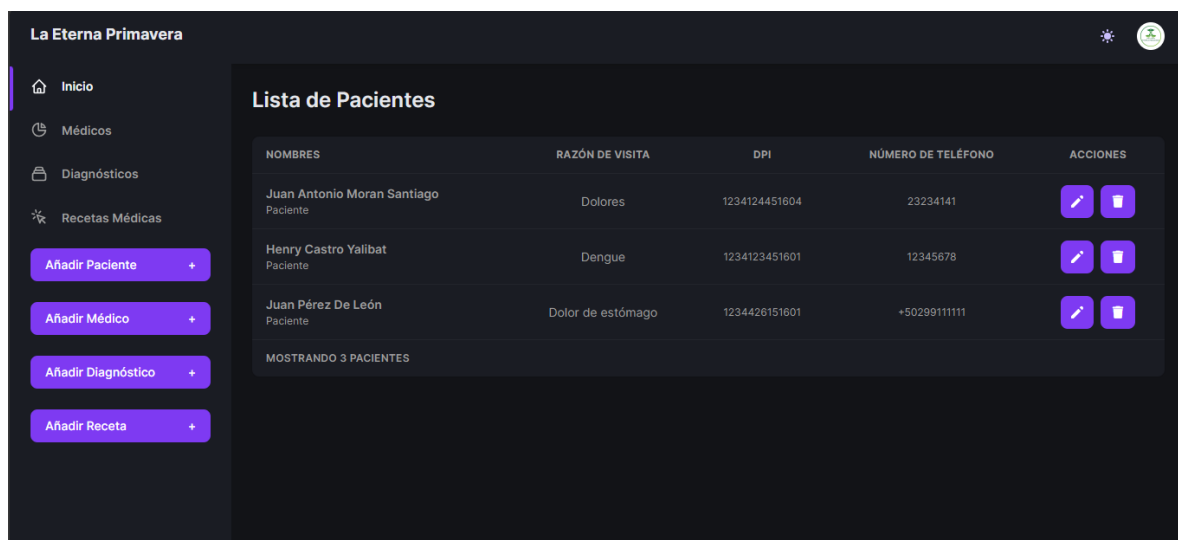 La Eterna Primavera
Inicio
Médicos
Diagnósticos
Recetas Médicas
Añadir Paciente +
Añadir Médico +
Añadir Diagnóstico +
Añadir Receta +
Lista de Pacientes
NOMBRES RAZÓN DE VISITA DPI NÚMERO DE TELÉFONO ACCIONES
Juan Antonio Moran Santiago Dolores 1234124451604 23234141
Paciente
Henry Castro Yalibat Dengue 1234123451601 12345678
Paciente
Juan Pérez De León Dolor de estómago 1234426151601 +50299111111
Paciente
MOSTRANDO 3 PACIENTES